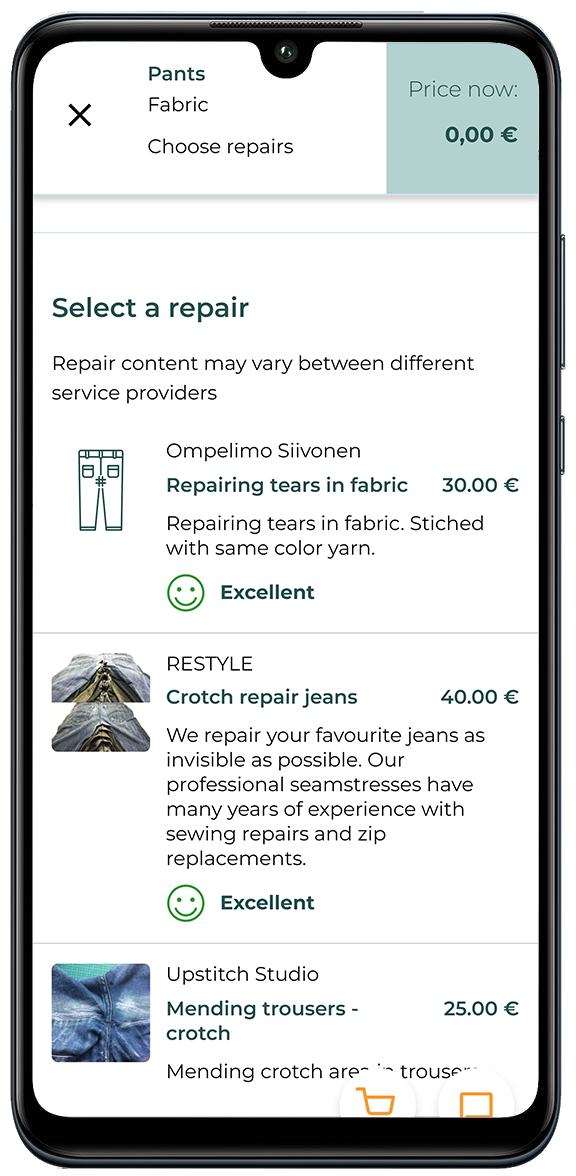 Pants
Fabric
Choose repairs
Price now:
0,00 €
Select a repair
Repair content may vary between different
service providers
Ompelimo Siivonen
Repairing tears in fabric 30.00 €
Repairing tears in fabric. Stiched
with same color yarn.
Excellent
RESTYLE
Crotch repair jeans 40.00 €
We repair your favourite jeans as
invisible as possible. Our
professional seamstresses have
many years of experience with
sewing repairs and zip
replacements.
Excellent
Upstitch Studio
Mending trousers - 25.00 €
crotch
Mending crotch area in trousers